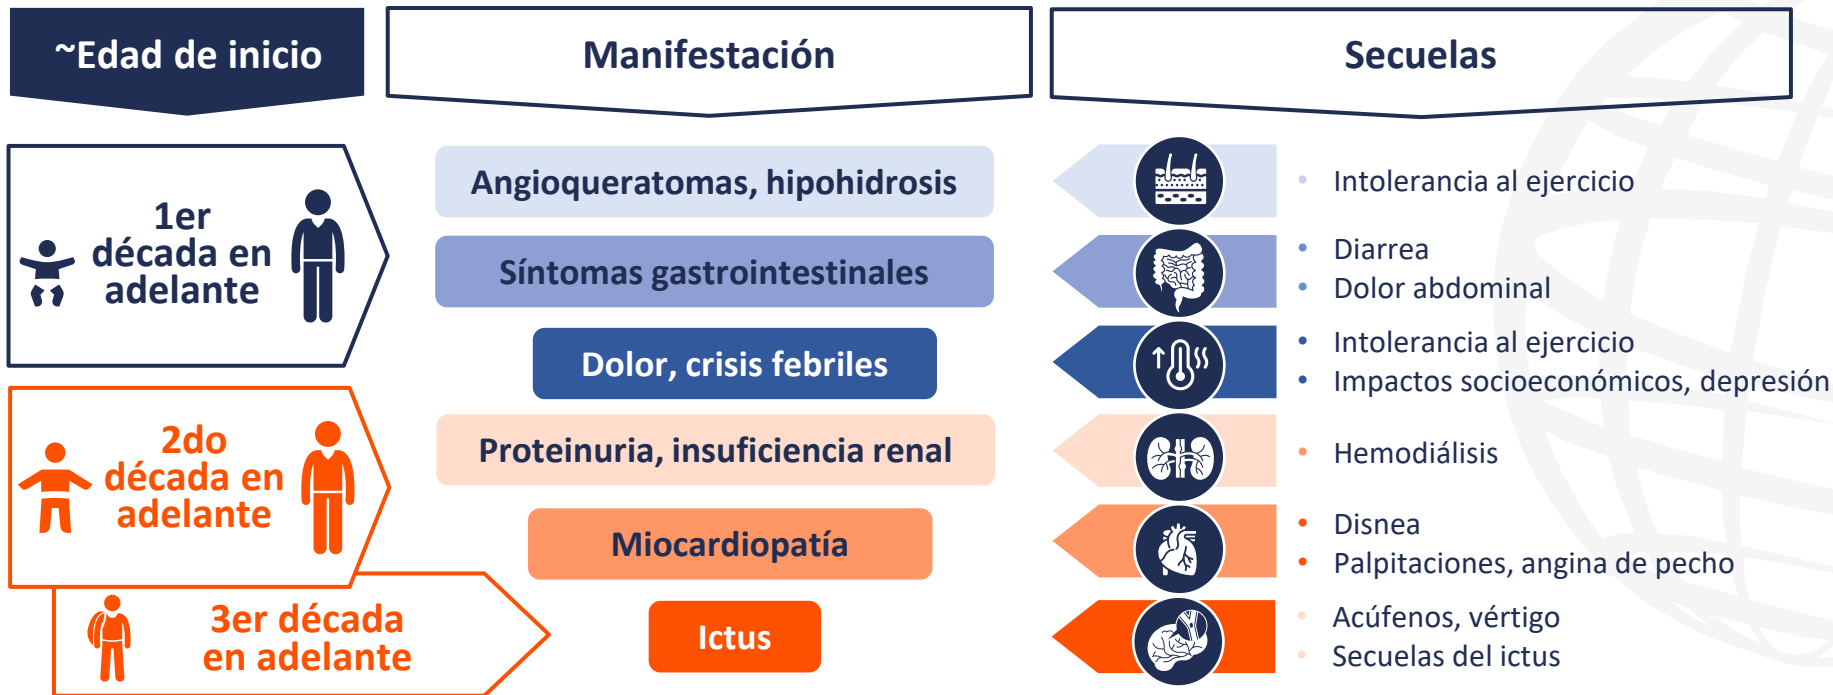 ~Edad de inicio
Manifestación
Secuelas
1er
década en
adelante
Angioqueratomas, hipohidrosis
• Intolerancia al ejercicio
Síntomas gastrointestinales
• Diarrea
• Dolor abdominal
Dolor, crisis febriles
• Intolerancia al ejercicio
• Impactos socioeconómicos, depresión
2do
década en
adelante
Proteinuria, insuficiencia renal
• Hemodiálisis
Miocardiopatía
• Disnea
• Palpitaciones, angina de pecho
3er década
en adelante
Ictus
• Acúfenos, vértigo
• Secuelas del ictus